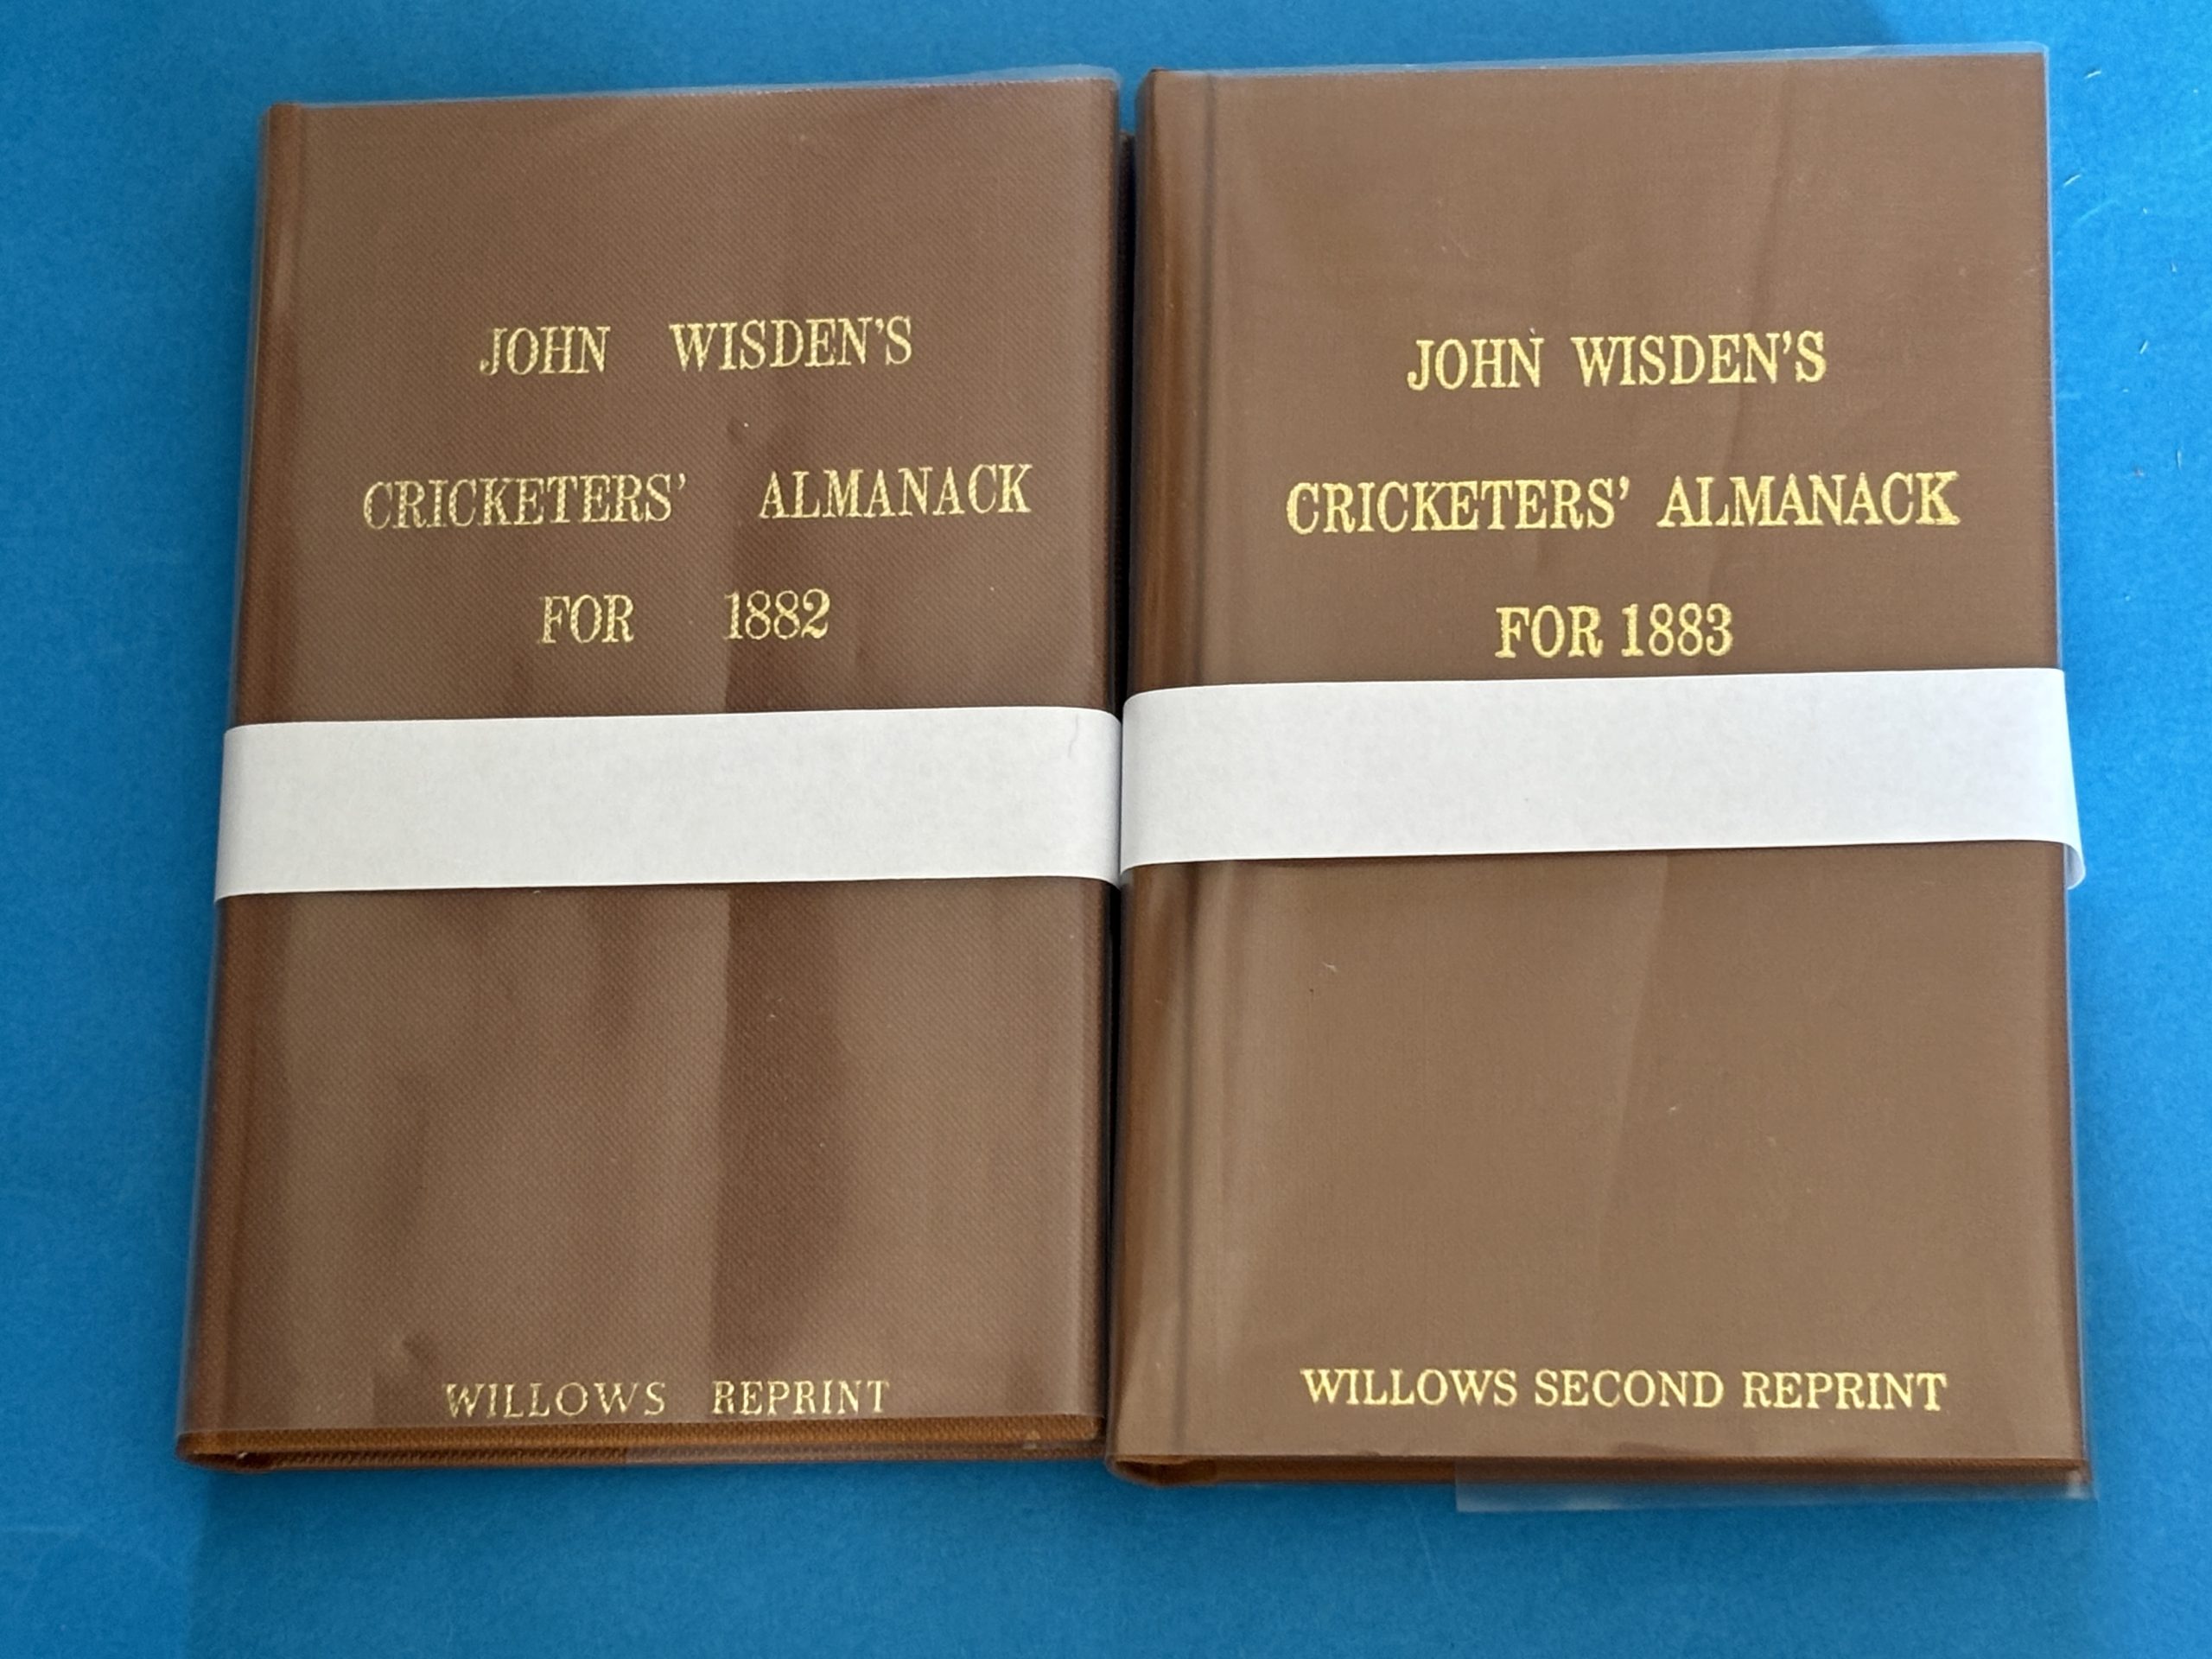 JOHN WISDEN'S
CRICKETERS' ALMANACK
FOR 1882
WILLOWS REPRINT
JOHN WISDEN'S
CRICKETERS' ALMANACK
FOR 1883
WILLOWS SECOND REPRINT